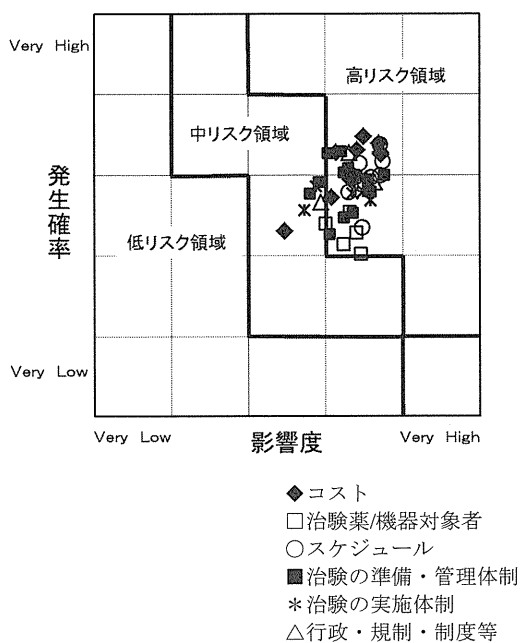 Very High
高リスク領域
中リスク領域
発生確率
低リスク領域
Very Low
Very Low
影響度
Very High
◆コスト
□治験薬/機器対象者
○スケジュール
■治験の準備・管理体制
＊治験の実施体制
△行政・規制・制度等